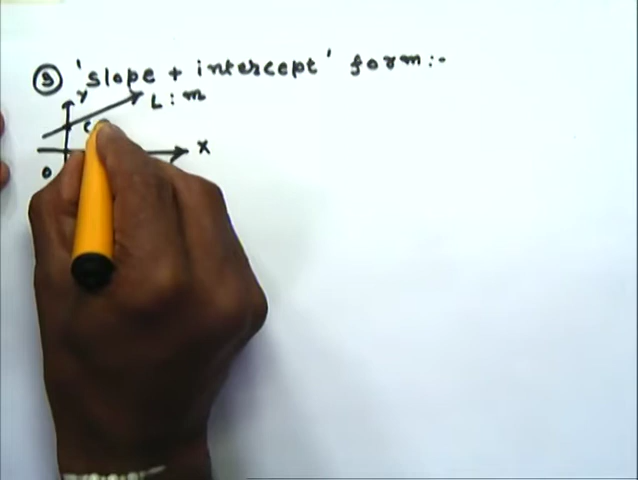 ③ 'slope + intercept' form :-
Y
L : m
c
X
O